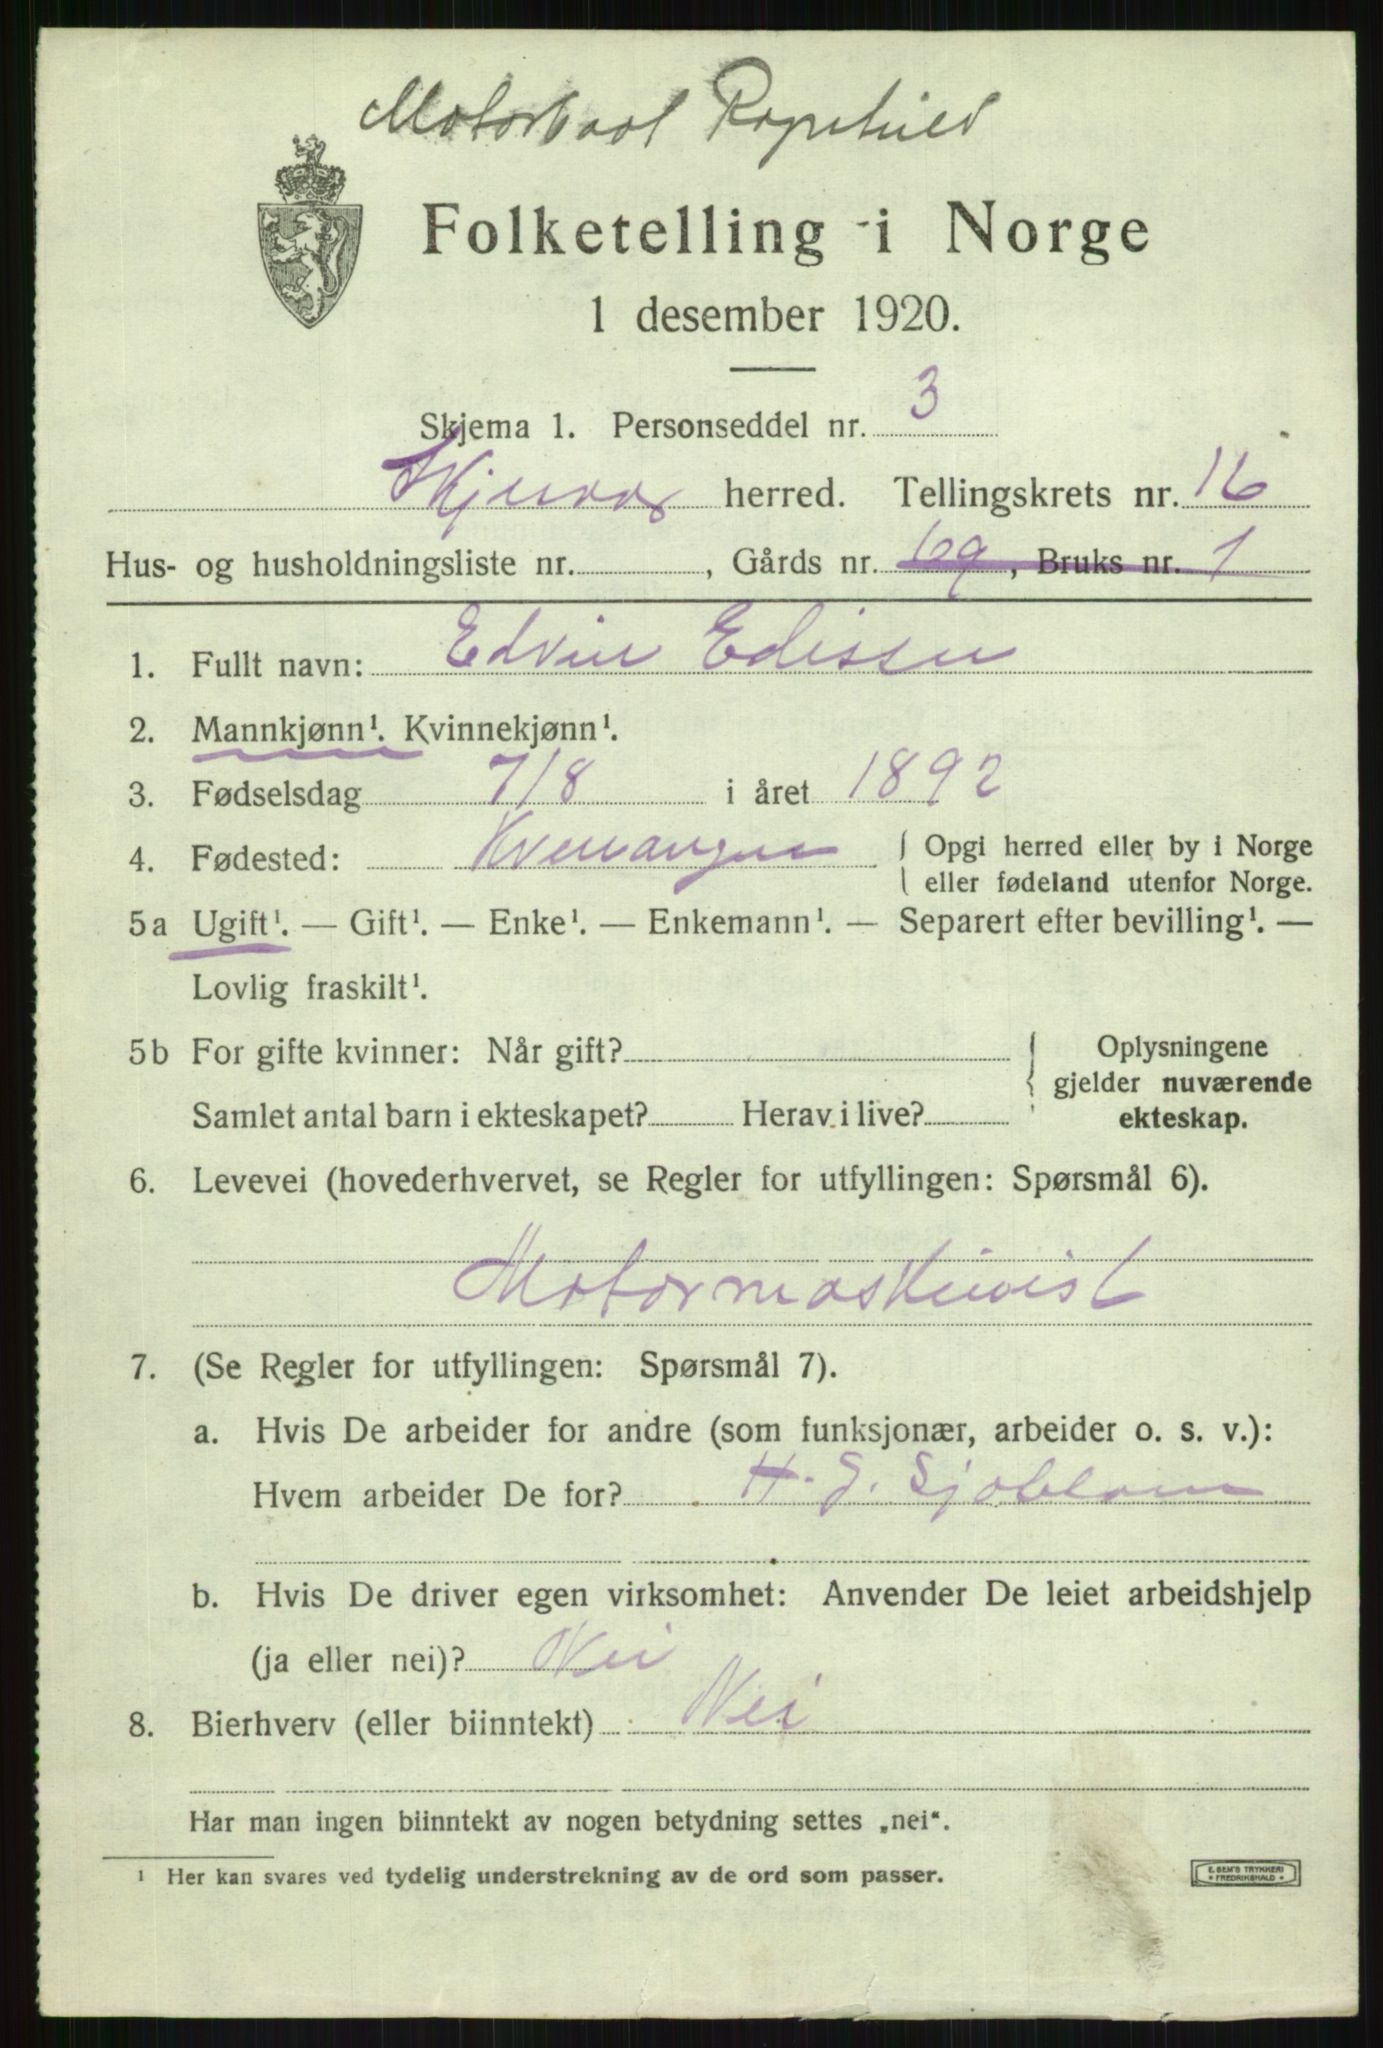 Motorbaat Ragnhild
Folketelling i Norge
1 desember 1920.
Skjema 1. Personseddel nr. 3
Skjervøy herred. Tellingskrets nr. 16
Hus- og husholdningsliste nr. , Gårds nr. 69, Bruks nr. 1
1. Fullt navn: Edvin Edissen
2. Mannkjønn¹. Kvinnekjønn¹.
3. Fødselsdag 7/8 i året 1892
4. Fødested: Kvenangen { Opgi herred eller by i Norge
eller fødeland utenfor Norge.
5a Ugift¹. — Gift¹. — Enke¹. — Enkemann¹. — Separert efter bevilling¹. —
Lovlig fraskilt¹.
5b For gifte kvinner: Når gift? { Oplysningene
gjelder nuværende
Samlet antal barn i ekteskapet? Herav i live? ekteskap.
6. Levevei (hovederhvervet, se Regler for utfyllingen: Spørsmål 6).
Motormaskinist
7. (Se Regler for utfyllingen: Spørsmål 7).
a. Hvis De arbeider for andre (som funksjonær, arbeider o. s. v.):
Hvem arbeider De for? H. J. Sjøblom
b. Hvis De driver egen virksomhet: Anvender De leiet arbeidshjelp
(ja eller nei)? Nei
8. Bierhverv (eller biinntekt) Nei
Har man ingen biinntekt av nogen betydning settes „nei“.
¹ Her kan svares ved tydelig understrekning av de ord som passer.
E. SEM'S TRYKKERI
* FREDRIKSHALD *